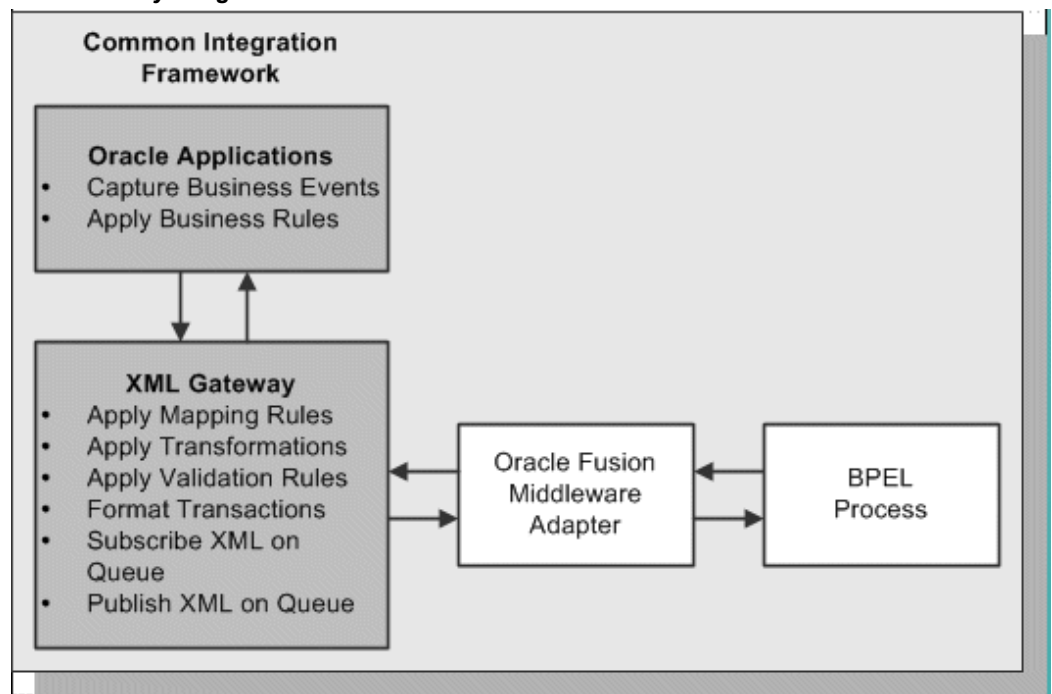 Common Integration
Framework
Oracle Applications
• Capture Business Events
• Apply Business Rules
XML Gateway
• Apply Mapping Rules
• Apply Transformations
• Apply Validation Rules
• Format Transactions
• Subscribe XML on
Queue
• Publish XML on Queue
Oracle Fusion
Middleware
Adapter
BPEL
Process